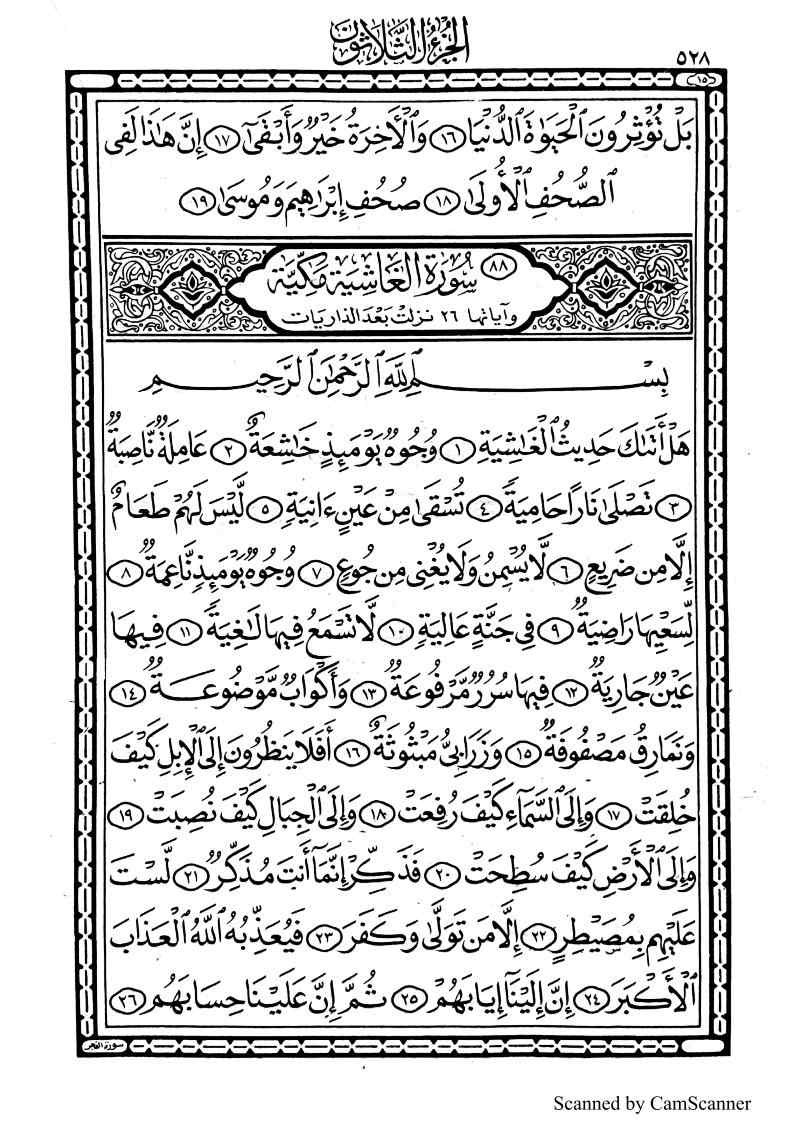 الجزء الثلاثون
٥٢٨
١٥
بَلْ تُؤْثِرُونَ ٱلْحَيَوٰةَ ٱلدُّنْيَا ١٦ وَٱلْأَخِرَةُ خَيْرٌ وَأَبْقَىٰٓ ١٧ إِنَّ هَٰذَا لَفِى
ٱلصُّحُفِ ٱلْأُولَىٰ ١٨ صُحُفِ إِبْرَٰهِيمَ وَمُوسَىٰ ١٩
٨٨ سُورَةُ الغَاشِيَةِ مَكِيَّة
وآياتها ٢٦ نزلت بعد الذاريات
بِسْمِ ٱللَّهِ ٱلرَّحْمَٰنِ ٱلرَّحِيمِ
هَلْ أَتَىٰكَ حَدِيثُ ٱلْغَٰشِيَةِ ١ وُجُوهٌ يَوْمَئِذٍ خَٰشِعَةٌ ٢ عَامِلَةٌ نَّاصِبَةٌ
٣ تَصْلَىٰ نَارًا حَامِيَةً ٤ تُسْقَىٰ مِنْ عَيْنٍ ءَانِيَةٍ ٥ لَّيْسَ لَهُمْ طَعَامٌ
إِلَّا مِن ضَرِيعٍ ٦ لَّا يُسْمِنُ وَلَا يُغْنِى مِن جُوعٍ ٧ وُجُوهٌ يَوْمَئِذٍ نَّاعِمَةٌ ٨
لِّسَعْيِهَا رَاضِيَةٌ ٩ فِى جَنَّةٍ عَالِيَةٍ ١٠ لَّا تَسْمَعُ فِيهَا لَٰغِيَةً ١١ فِيهَا
عَيْنٌ جَارِيَةٌ ١٢ فِيهَا سُرُرٌ مَّرْفُوعَةٌ ١٣ وَأَكْوَابٌ مَّوْضُوعَةٌ ١٤
وَنَمَارِقُ مَصْفُوفَةٌ ١٥ وَزَرَابِىُّ مَبْثُوثَةٌ ١٦ أَفَلَا يَنظُرُونَ إِلَى ٱلْإِبِلِ كَيْفَ
خُلِقَتْ ١٧ وَإِلَى ٱلسَّمَآءِ كَيْفَ رُفِعَتْ ١٨ وَإِلَى ٱلْجِبَالِ كَيْفَ نُصِبَتْ ١٩
وَإِلَى ٱلْأَرْضِ كَيْفَ سُطِحَتْ ٢٠ فَذَكِّرْ إِنَّمَآ أَنتَ مُذَكِّرٌ ٢١ لَّسْتَ
عَلَيْهِم بِمُصَيْطِرٍ ٢٢ إِلَّا مَن تَوَلَّىٰ وَكَفَرَ ٢٣ فَيُعَذِّبُهُ ٱللَّهُ ٱلْعَذَابَ
ٱلْأَكْبَرَ ٢٤ إِنَّ إِلَيْنَآ إِيَابَهُمْ ٢٥ ثُمَّ إِنَّ عَلَيْنَا حِسَابَهُم ٢٦
سورة الفجر
Scanned by CamScanner